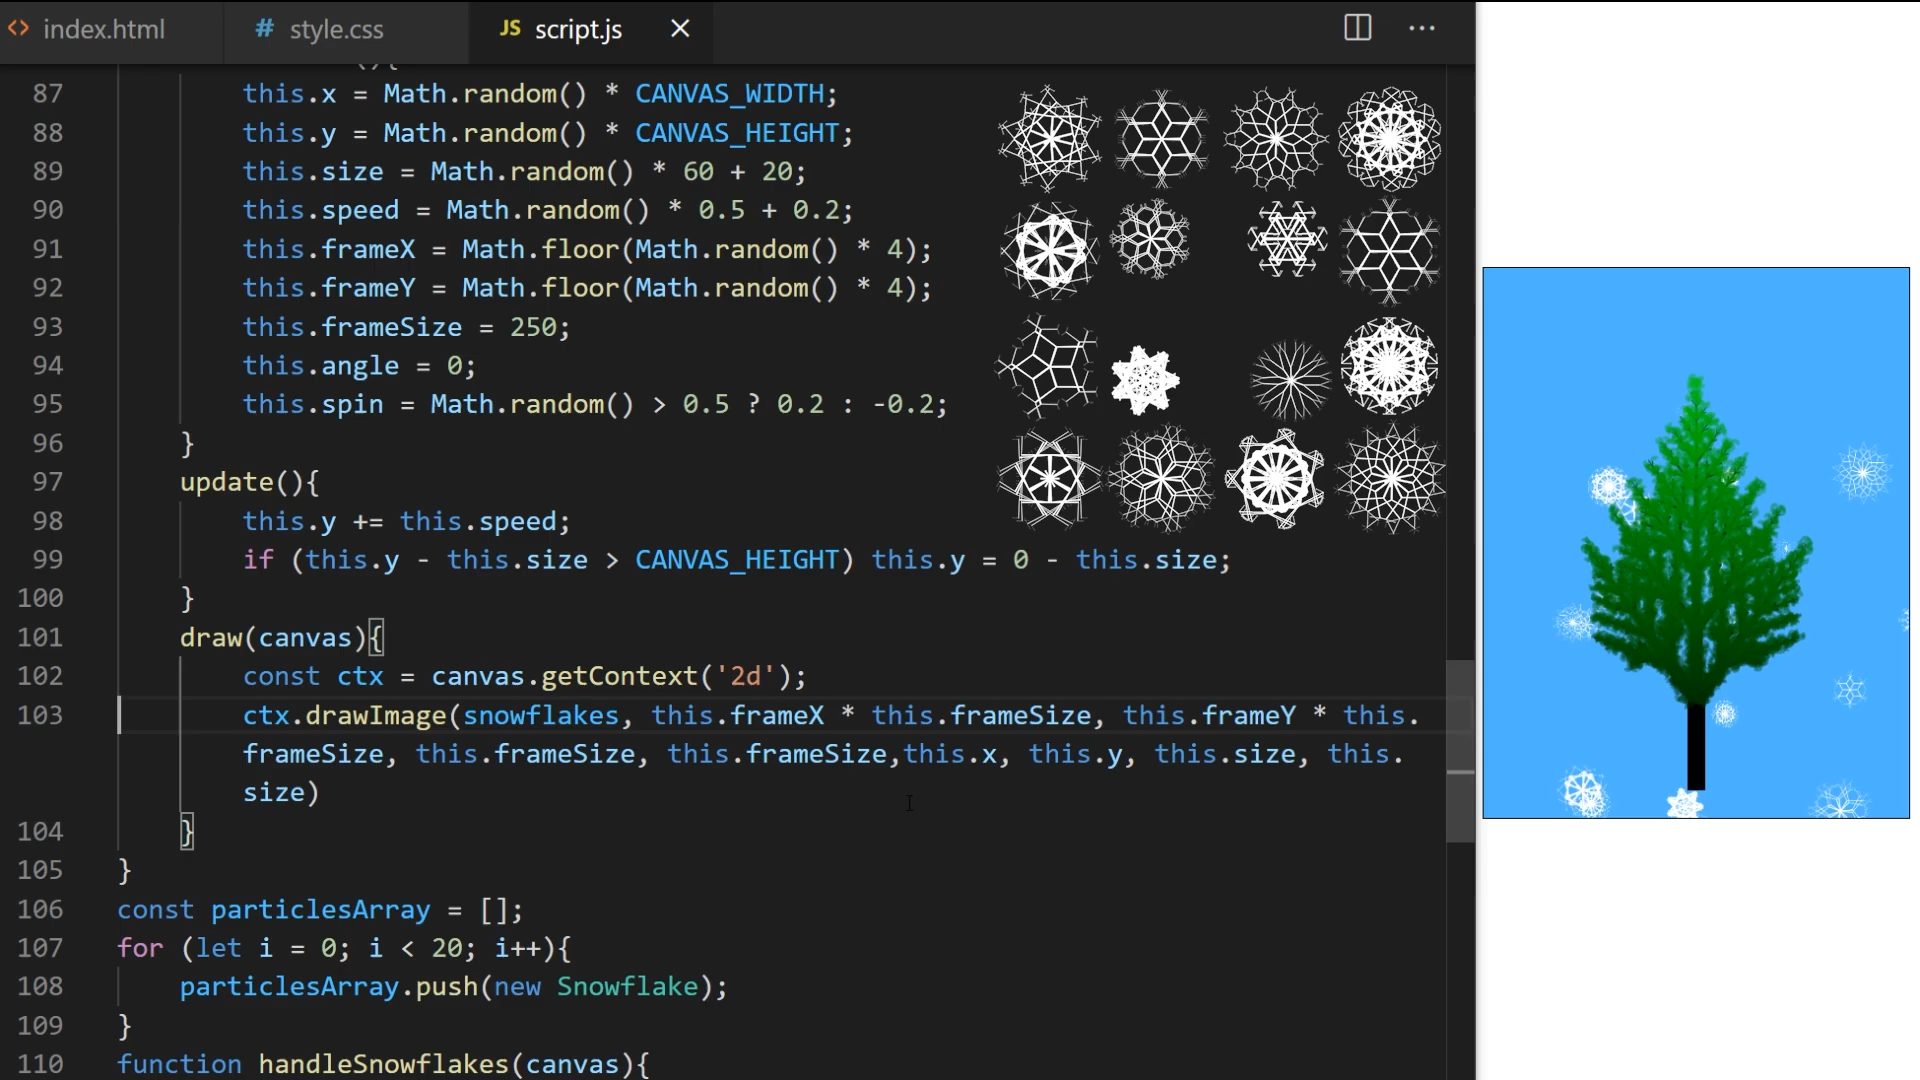 index.html
# style.css
JS script.js
(){
87 this.x = Math.random() * CANVAS_WIDTH;
88 this.y = Math.random() * CANVAS_HEIGHT;
89 this.size = Math.random() * 60 + 20;
90 this.speed = Math.random() * 0.5 + 0.2;
91 this.frameX = Math.floor(Math.random() * 4);
92 this.frameY = Math.floor(Math.random() * 4);
93 this.frameSize = 250;
94 this.angle = 0;
95 this.spin = Math.random() > 0.5 ? 0.2 : -0.2;
96 }
97 update(){
98 this.y += this.speed;
99 if (this.y - this.size > CANVAS_HEIGHT) this.y = 0 - this.size;
100 }
101 draw(canvas){
102 const ctx = canvas.getContext('2d');
103 ctx.drawImage(snowflakes, this.frameX * this.frameSize, this.frameY * this.
frameSize, this.frameSize, this.frameSize,this.x, this.y, this.size, this.
size)
104 }
105 }
106 const particlesArray = [];
107 for (let i = 0; i < 20; i++){
108 particlesArray.push(new Snowflake);
109 }
110 function handleSnowflakes(canvas){